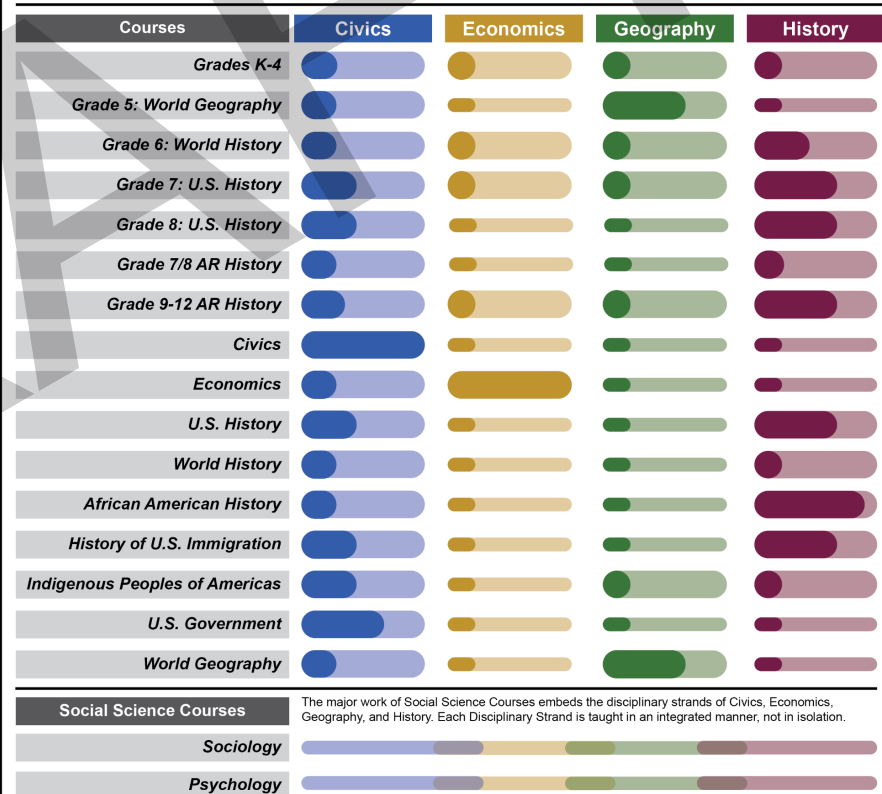 Courses Civics Economics Geography History
Grades K-4
Grade 5: World Geography
Grade 6: World History
Grade 7: U.S. History
Grade 8: U.S. History
Grade 7/8 AR History
Grade 9-12 AR History
Civics
Economics
U.S. History
World History
African American History
History of U.S. Immigration
Indigenous Peoples of Americas
U.S. Government
World Geography
Social Science Courses
The major work of Social Science Courses embeds the disciplinary strands of Civics, Economics,
Geography, and History. Each Disciplinary Strand is taught in an integrated manner, not in isolation.
Sociology
Psychology